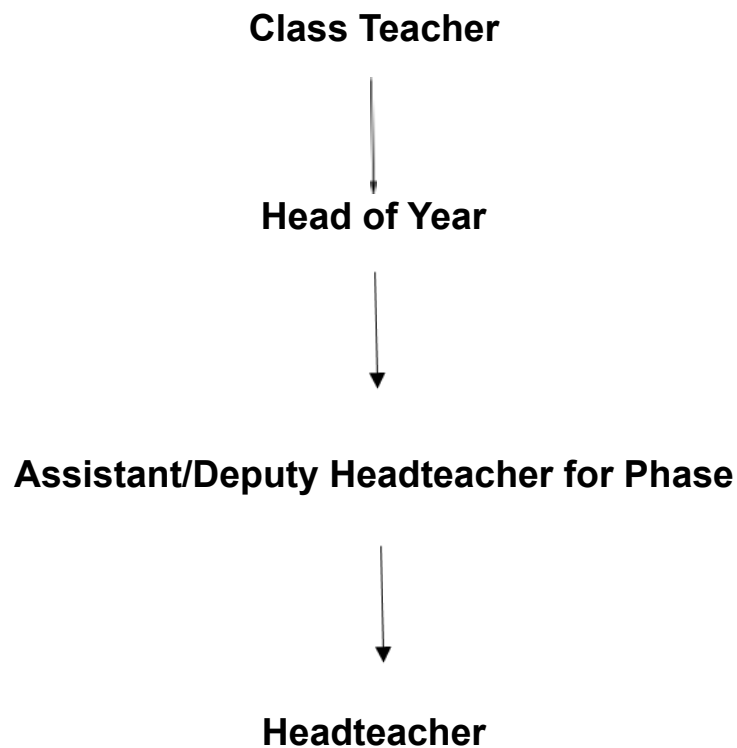 Class Teacher
Head of Year
Assistant/Deputy Headteacher for Phase
Headteacher